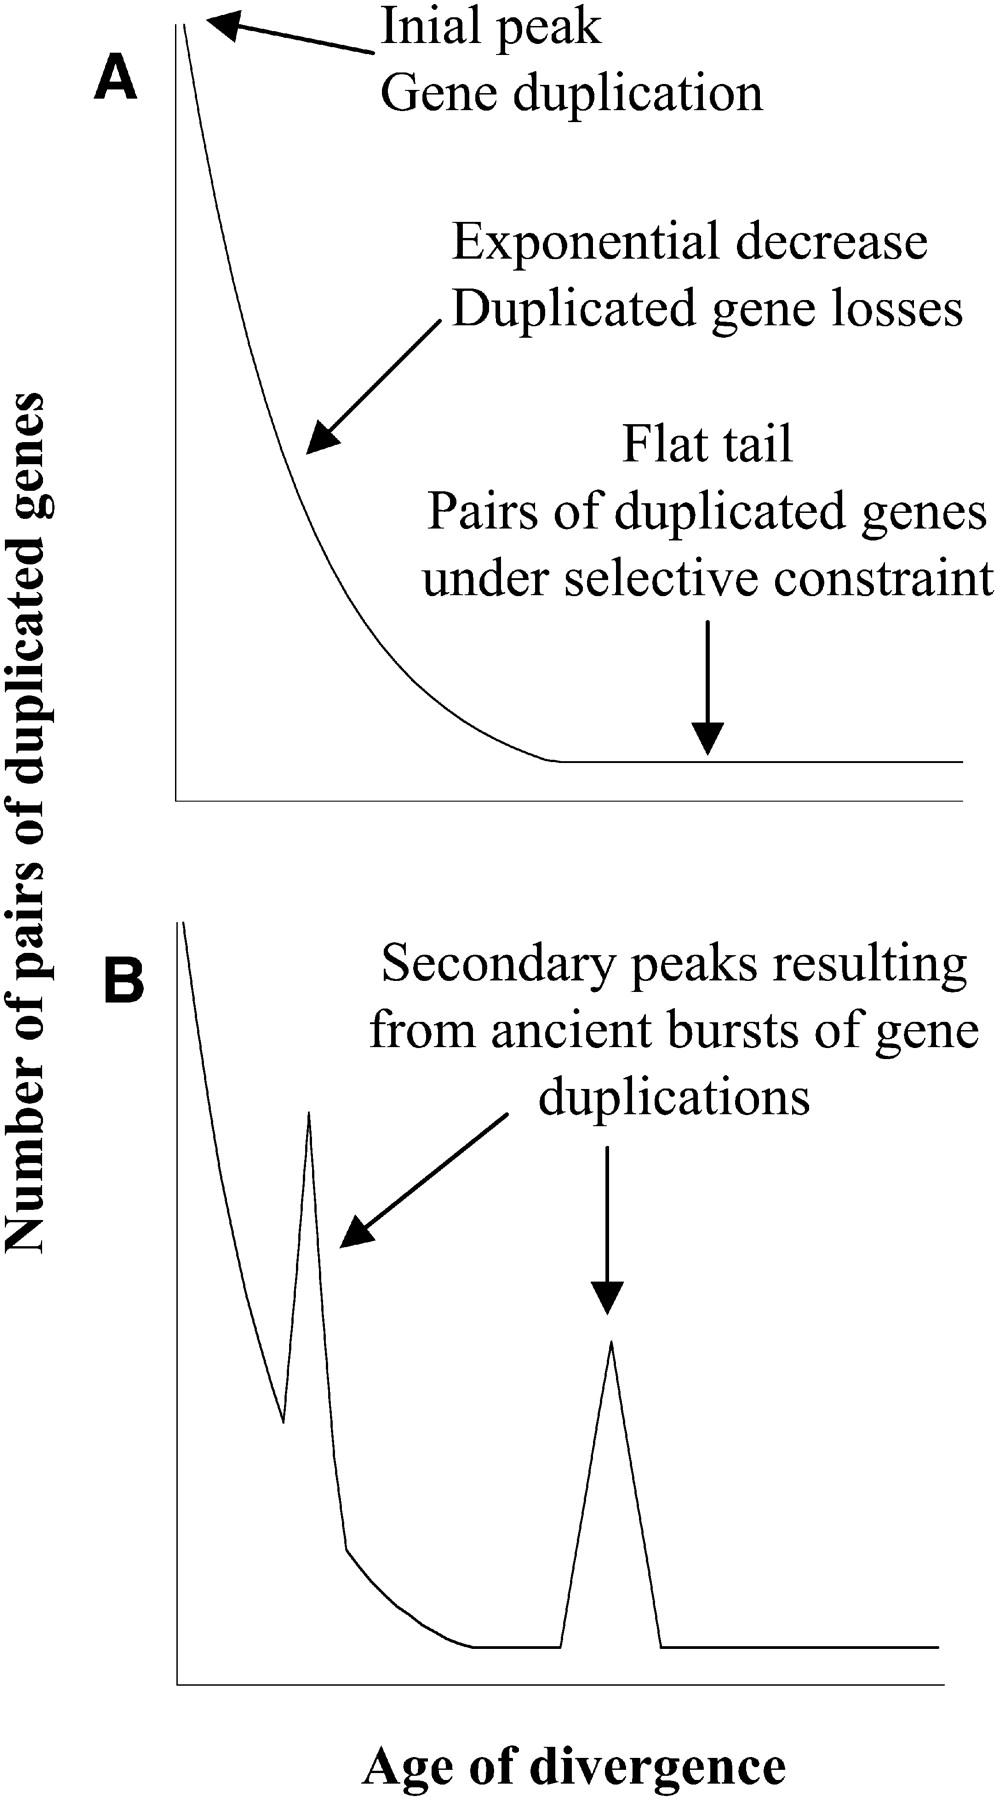 A
Inial peak
Gene duplication
Exponential decrease
Duplicated gene losses
Flat tail
Pairs of duplicated genes
under selective constraint
Number of pairs of duplicated genes
B
Secondary peaks resulting
from ancient bursts of gene
duplications
Age of divergence